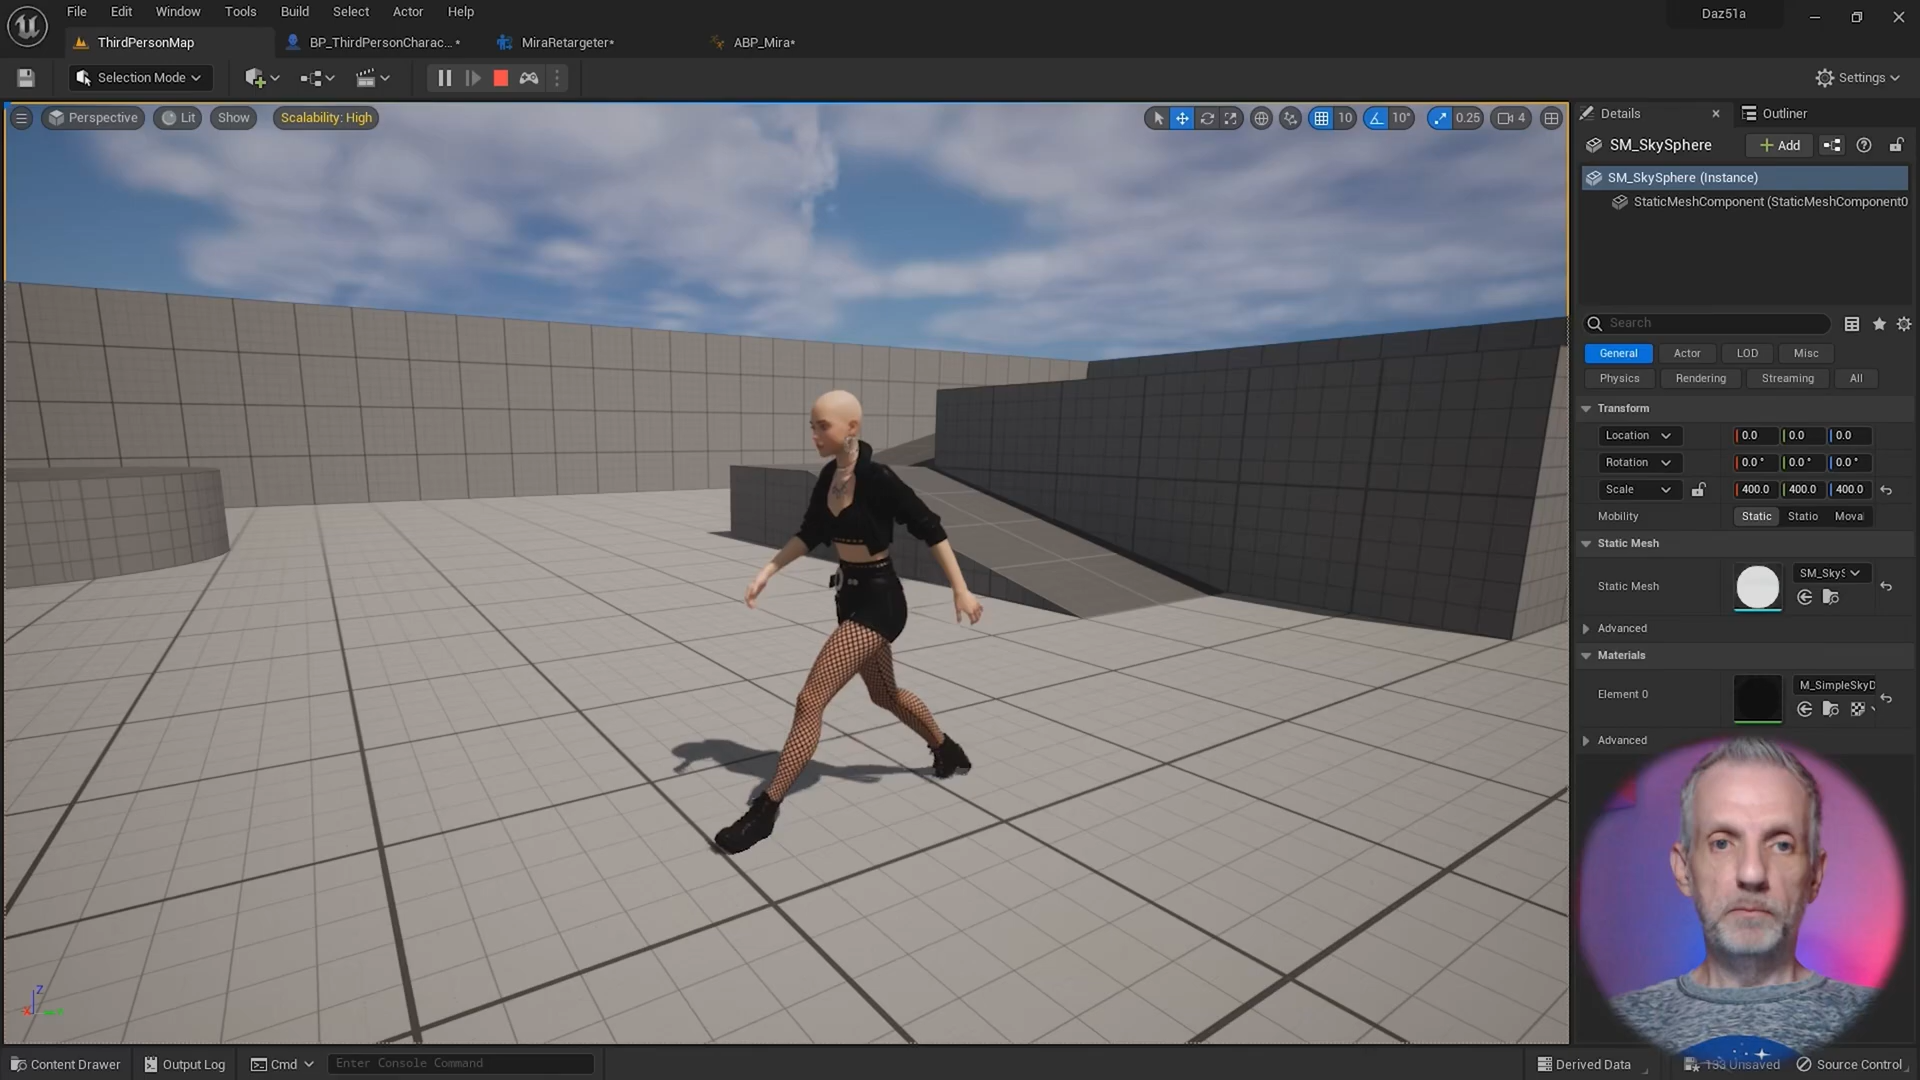 File Edit Window Tools Build Select Actor Help
Daz51a
ThirdPersonMap
BP_ThirdPersonCharac... *
MiraRetargeter*
ABP_Mira*
Selection Mode
Settings
Perspective
Lit
Show
Scalability: High
10
10°
0.25
4
Details
Outliner
SM_SkySphere
+ Add
SM_SkySphere (Instance)
StaticMeshComponent (StaticMeshComponent0
Search
General Actor LOD Misc
Physics Rendering Streaming All
Transform
Location 0.0 0.0 0.0
Rotation 0.0° 0.0° 0.0°
Scale 400.0 400.0 400.0
Mobility Static Statio Moval
Static Mesh
Static Mesh SM_SkyS
Advanced
Materials
Element 0 M_SimpleSkyD
Advanced
Z
X
Content Drawer
Output Log
Cmd
Enter Console Command
Derived Data
Unsaved
Source Control